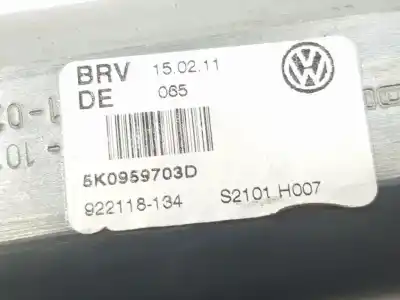 BRV 15.02.11
DE 065
5K0959703D
922118-134 S2101 H007